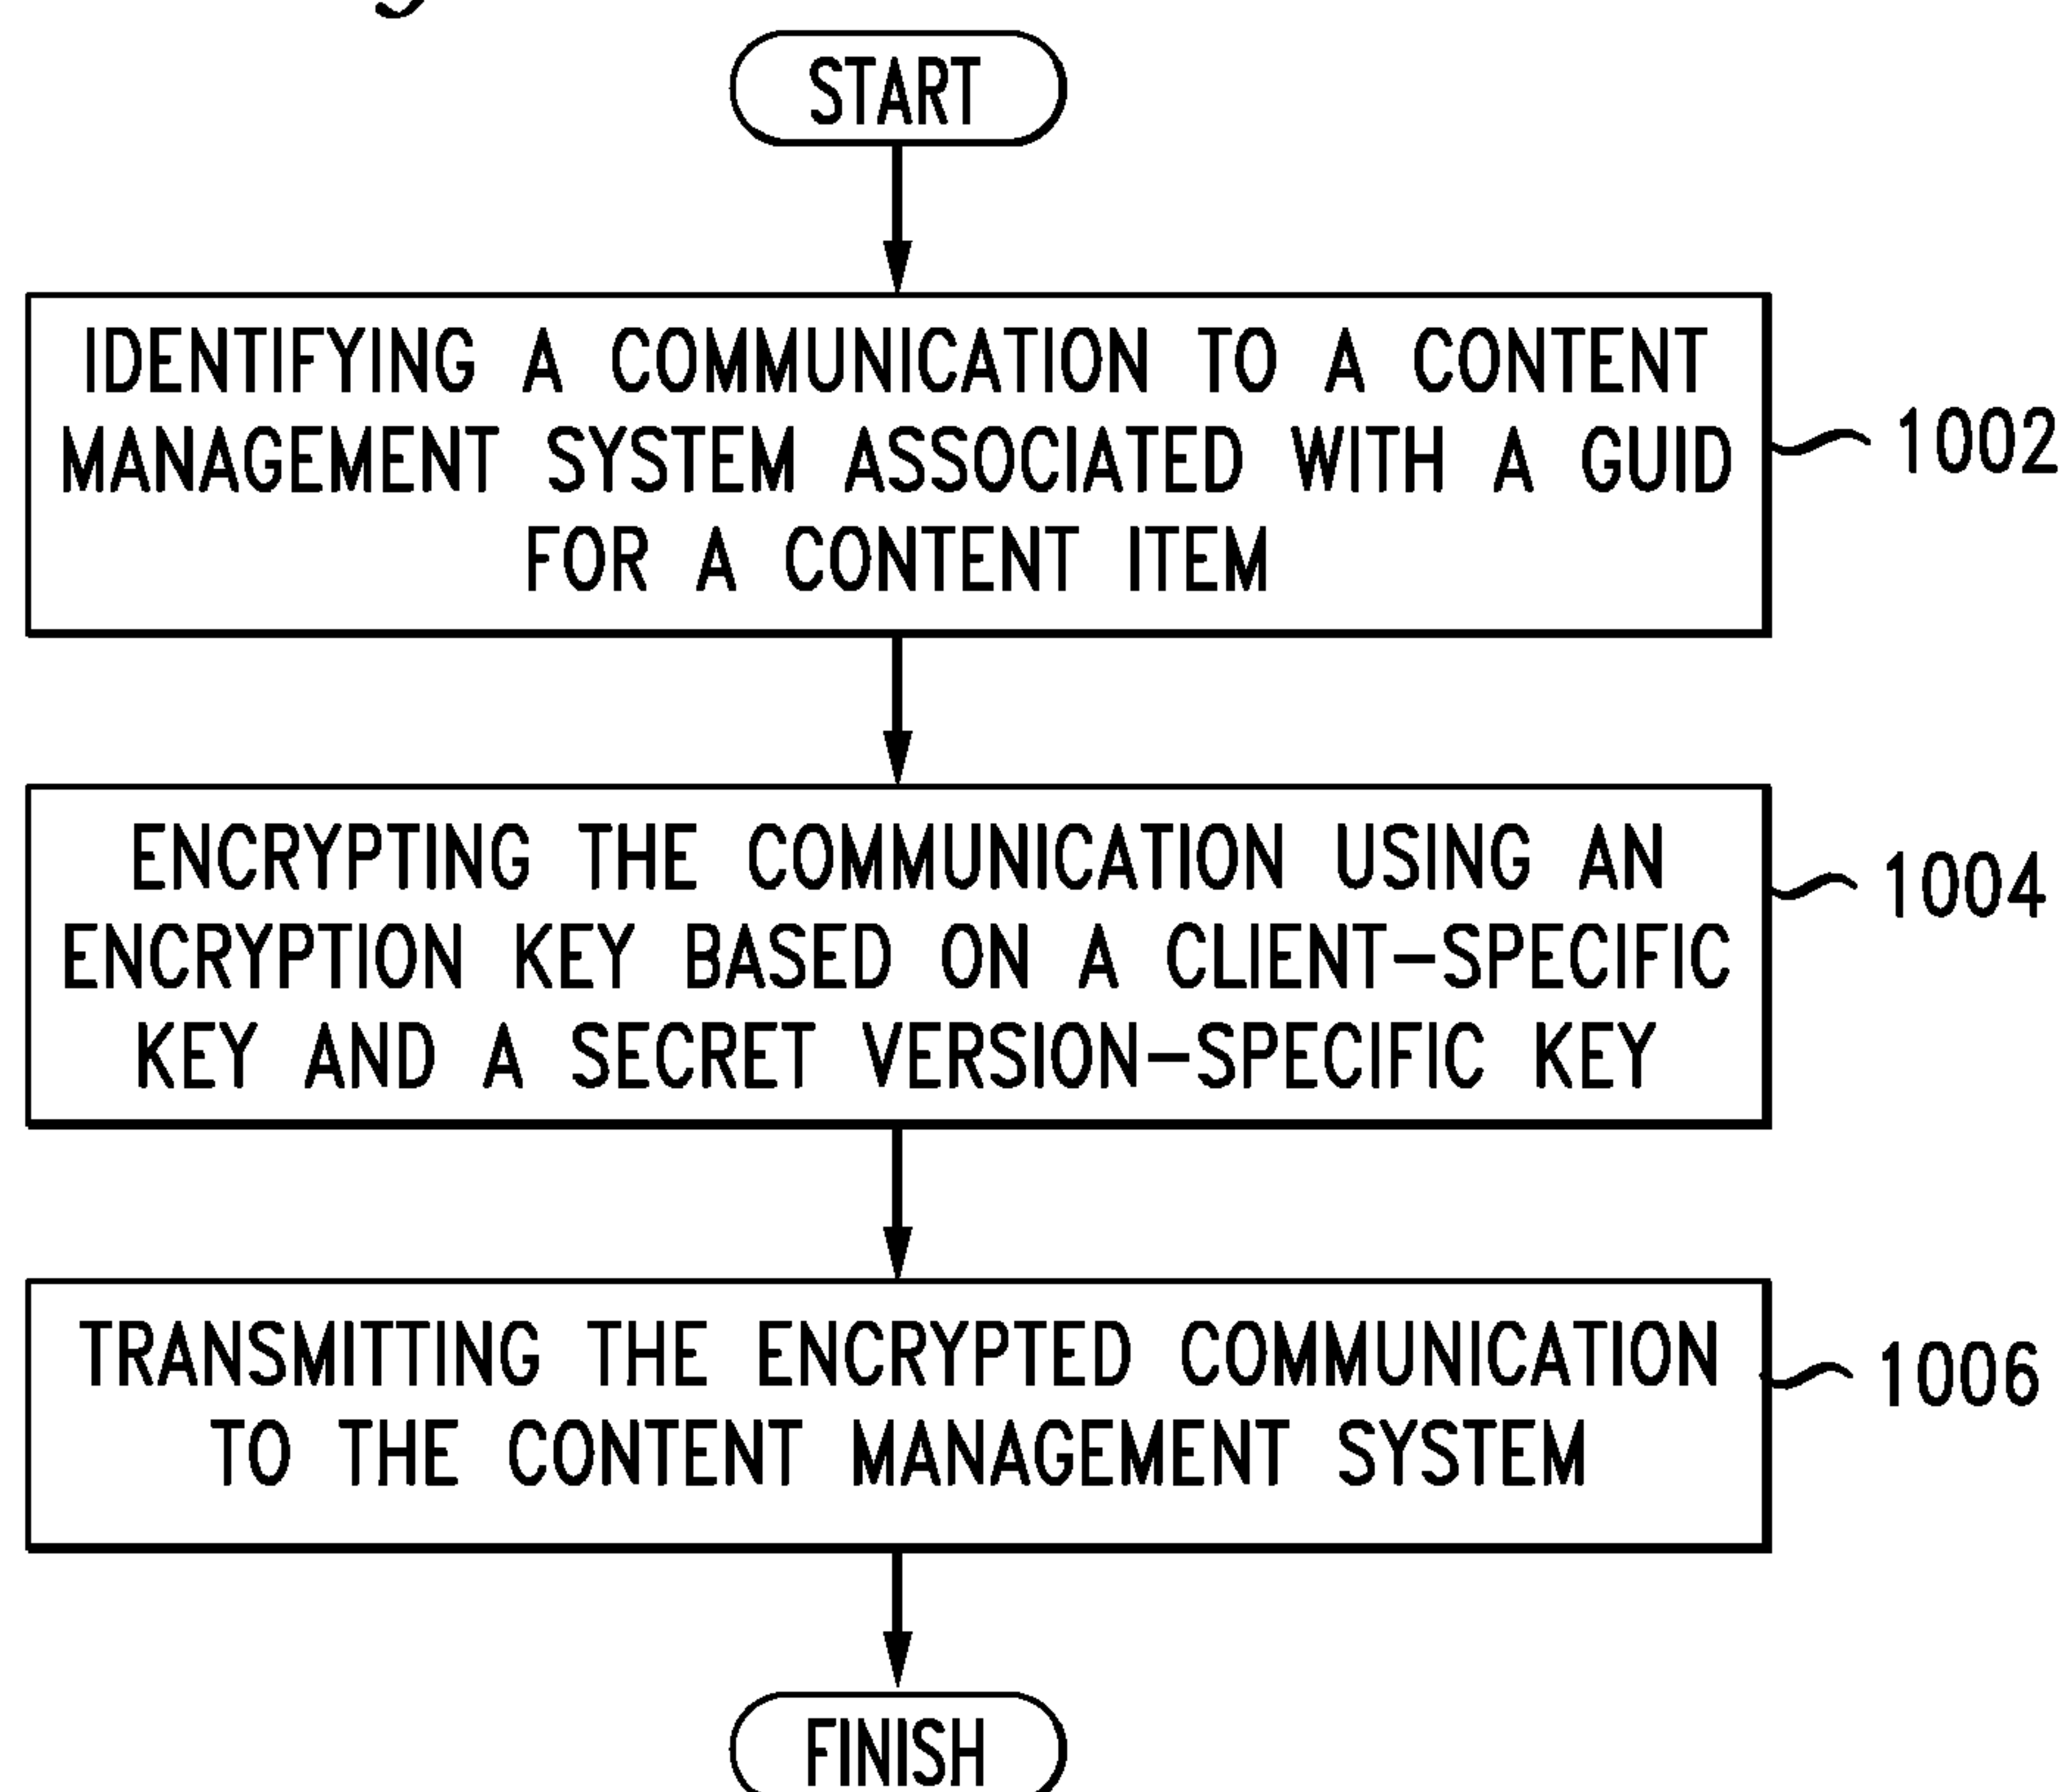 START
IDENTIFYING A COMMUNICATION TO A CONTENT
MANAGEMENT SYSTEM ASSOCIATED WITH A GUID
FOR A CONTENT ITEM
1002
ENCRYPTING THE COMMUNICATION USING AN
ENCRYPTION KEY BASED ON A CLIENT-SPECIFIC
KEY AND A SECRET VERSION-SPECIFIC KEY
1004
TRANSMITTING THE ENCRYPTED COMMUNICATION
TO THE CONTENT MANAGEMENT SYSTEM
1006
FINISH